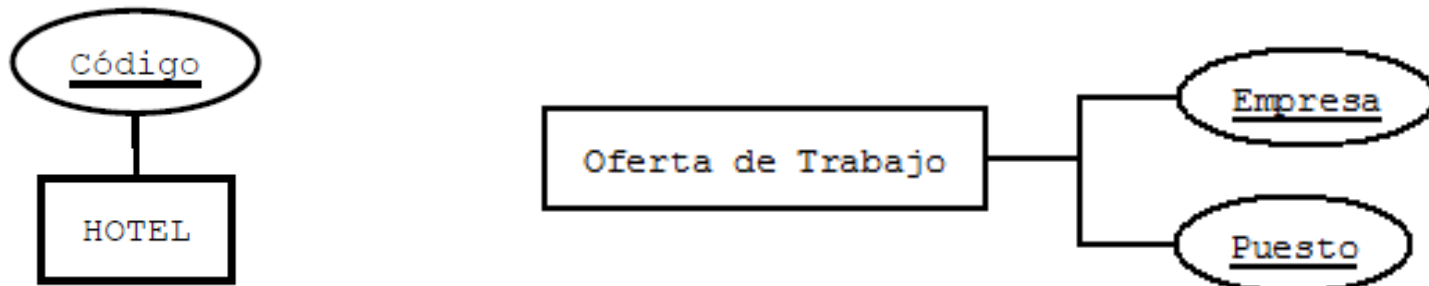 Código
HOTEL
Oferta de Trabajo
Empresa
Puesto